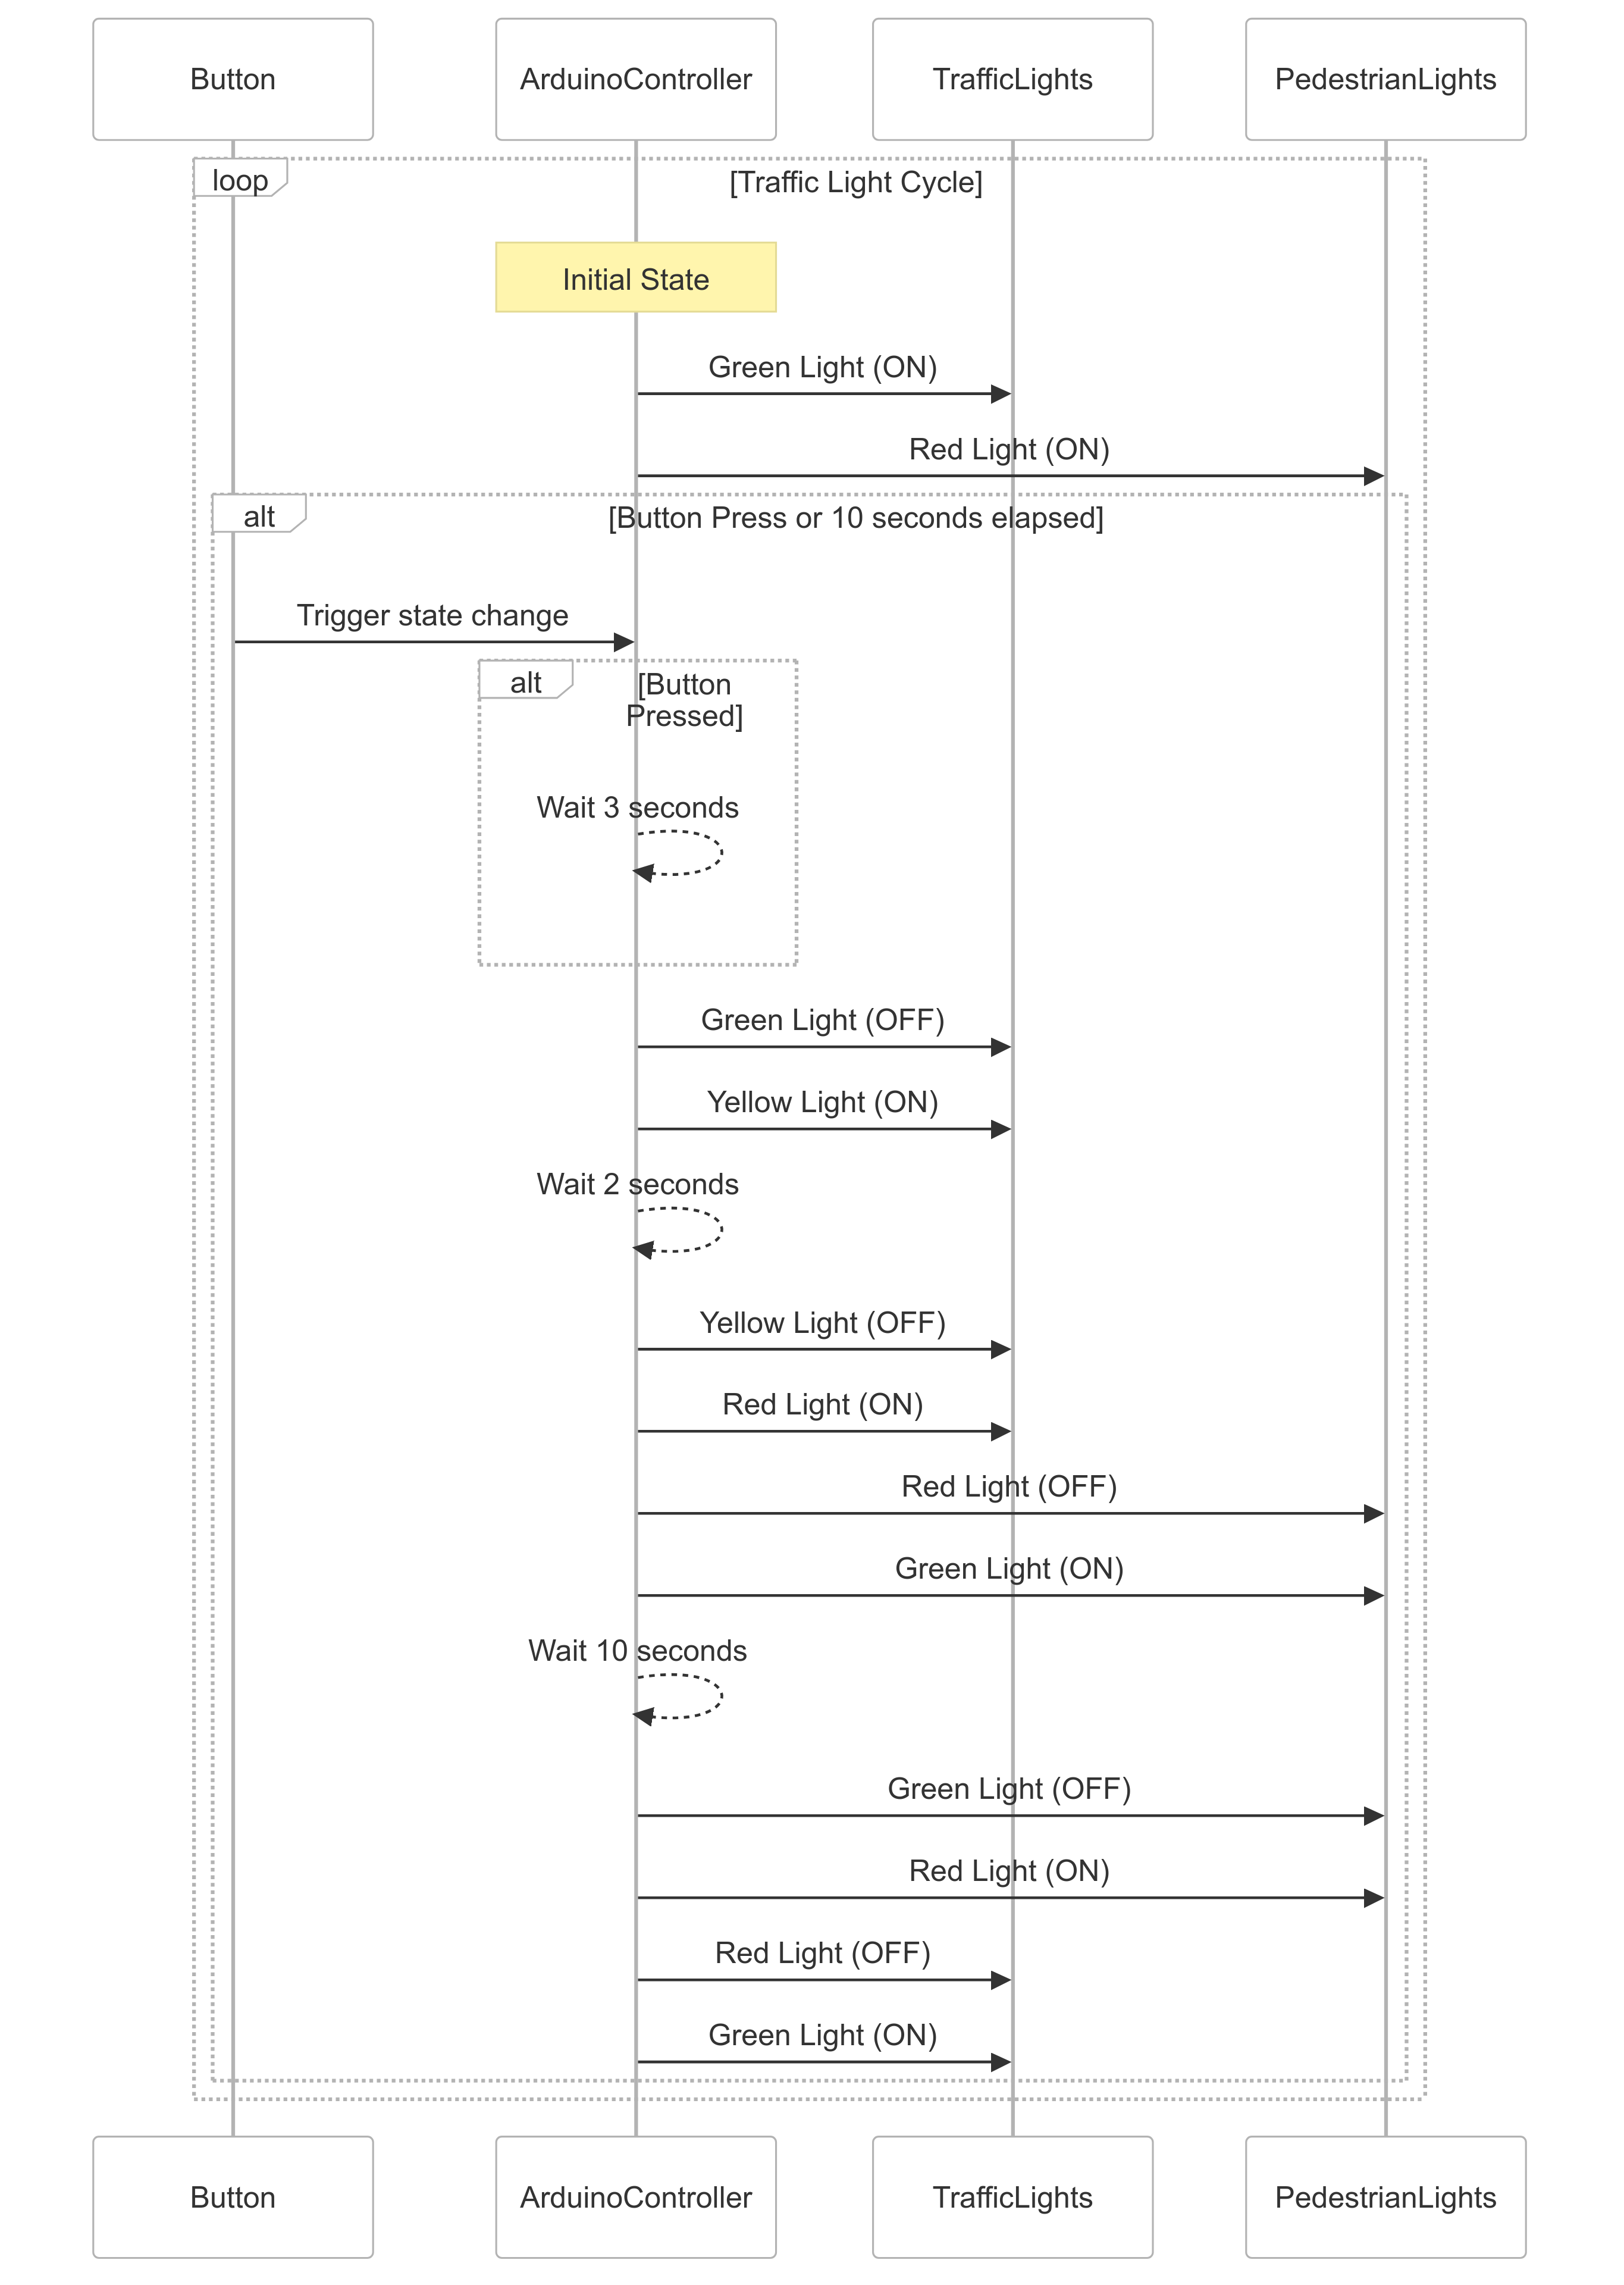 Button
ArduinoController
TrafficLights
PedestrianLights
loop
[Traffic Light Cycle]
Initial State
Green Light (ON)
Red Light (ON)
alt
[Button Press or 10 seconds elapsed]
Trigger state change
alt
[Button
Pressed]
Wait 3 seconds
Green Light (OFF)
Yellow Light (ON)
Wait 2 seconds
Yellow Light (OFF)
Red Light (ON)
Red Light (OFF)
Green Light (ON)
Wait 10 seconds
Green Light (OFF)
Red Light (ON)
Red Light (OFF)
Green Light (ON)
Button
ArduinoController
TrafficLights
PedestrianLights